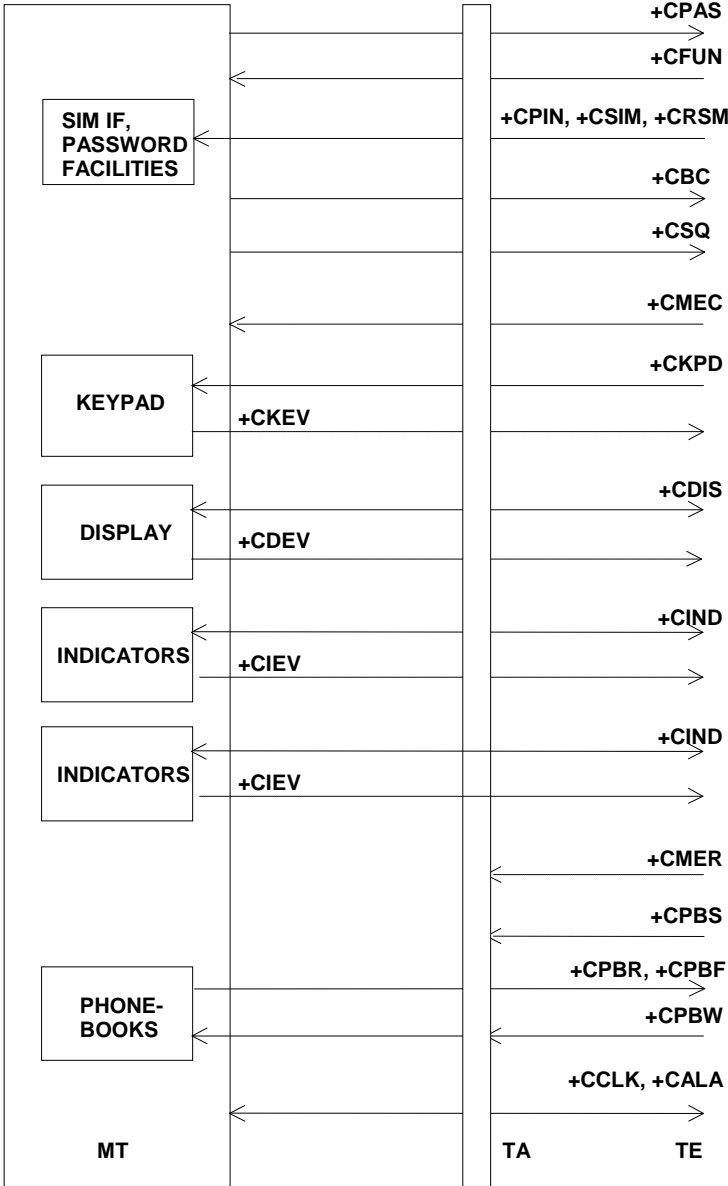 +CPAS
+CFUN
SIM IF,
PASSWORD
FACILITIES
+CPIN, +CSIM, +CRSM
+CBC
+CSQ
+CMEC
+CKPD
KEYPAD
+CKEV
+CDIS
DISPLAY
+CDEV
+CIND
INDICATORS
+CIEV
+CIND
INDICATORS
+CIEV
+CMER
+CPBS
+CPBR, +CPBF
PHONE-
BOOKS
+CPBW
+CCLK, +CALA
MT
TA
TE